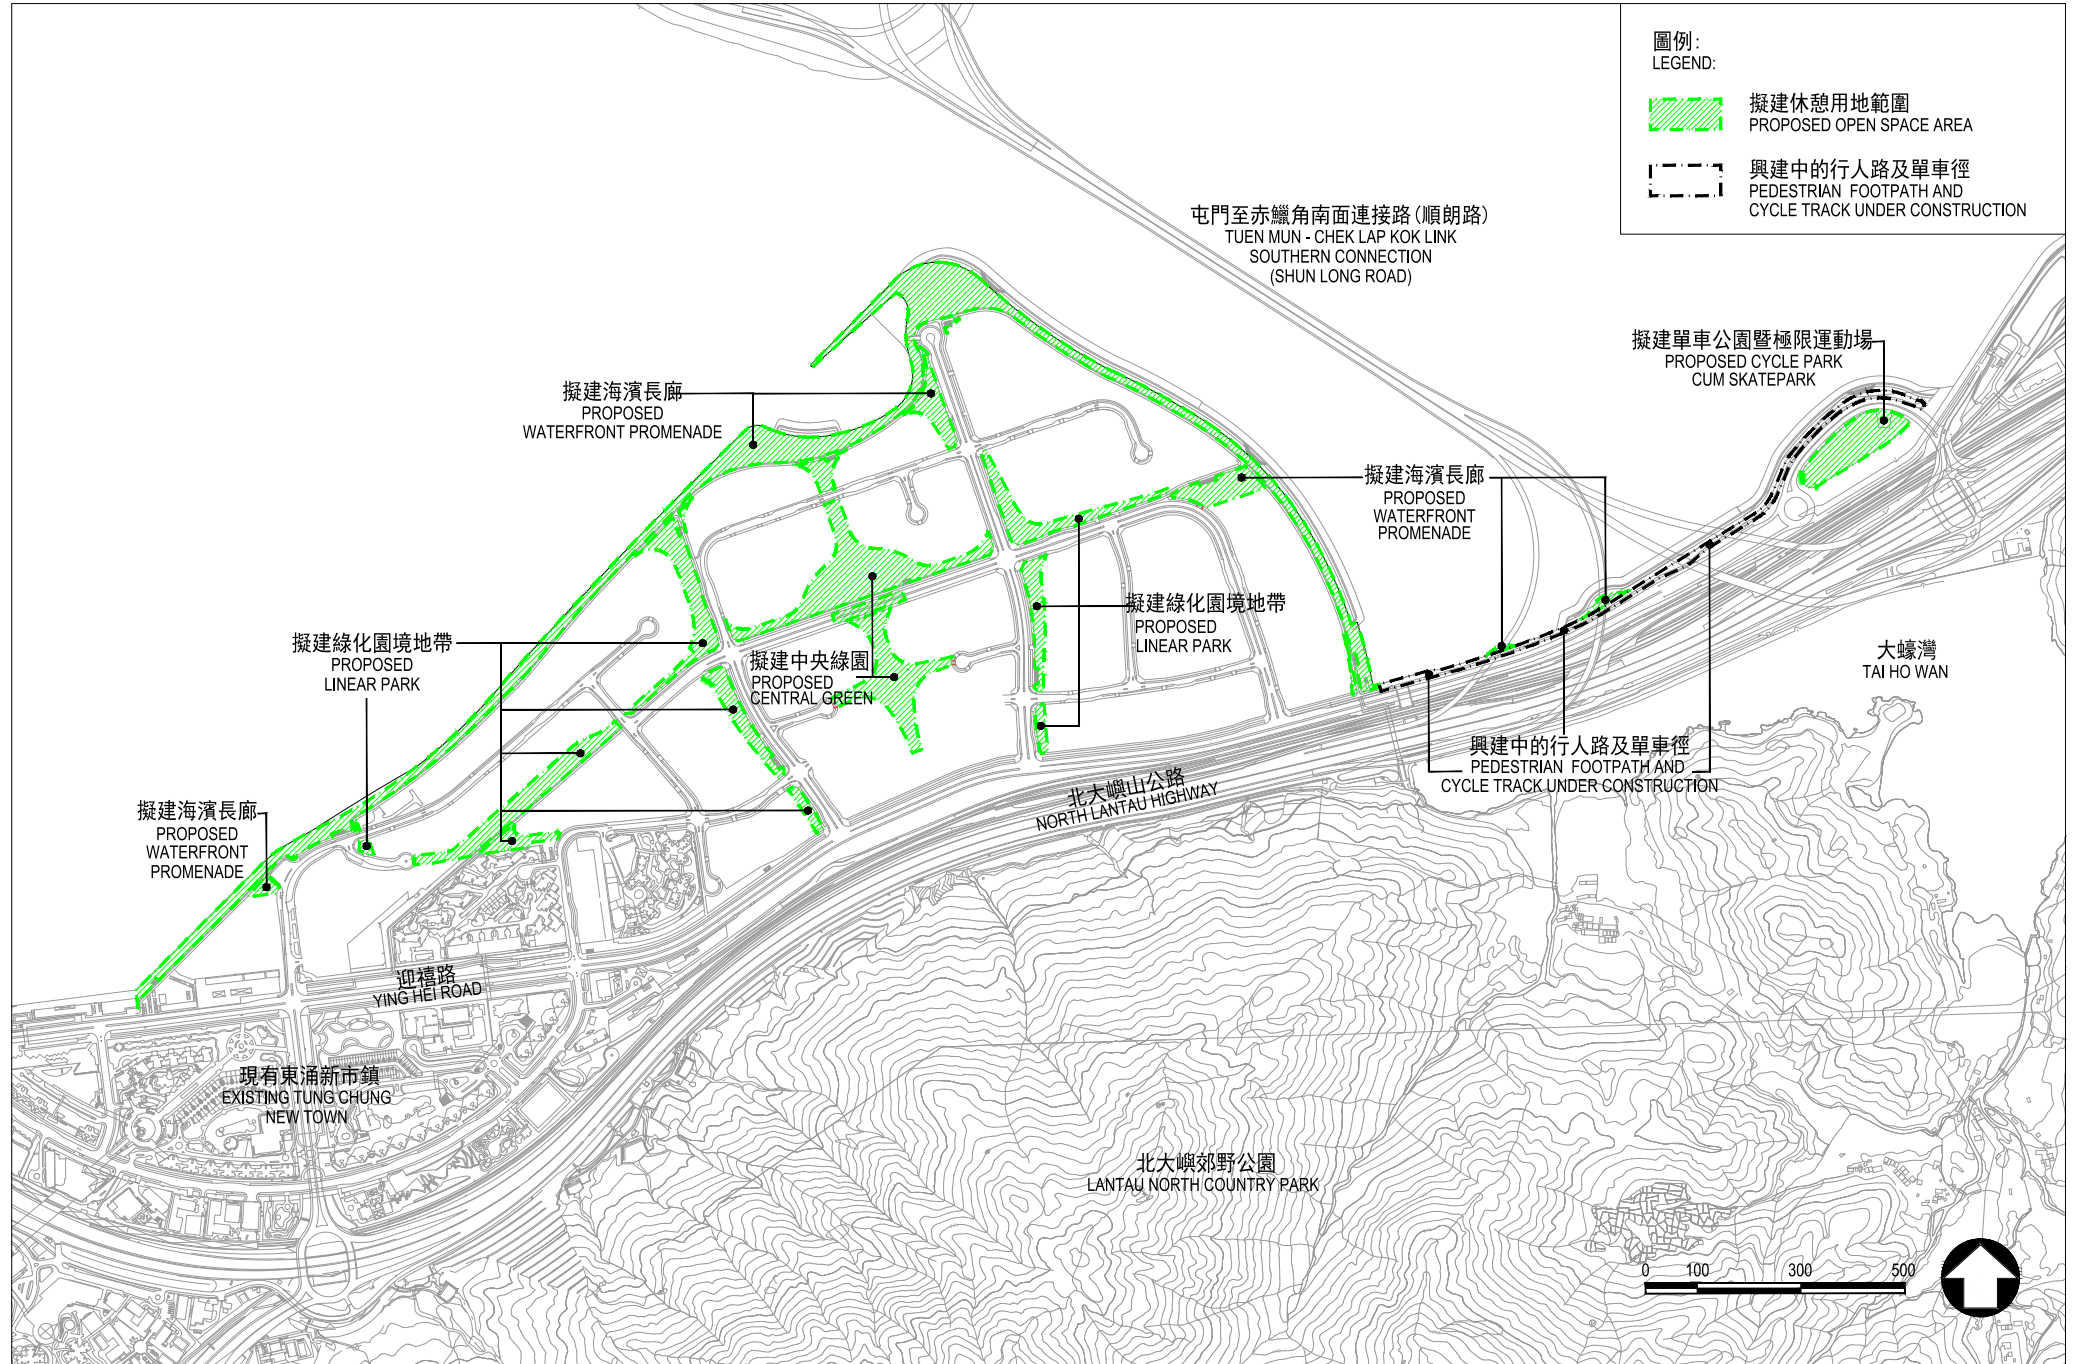 圖例:
LEGEND:
擬建休憩用地範圍
PROPOSED OPEN SPACE AREA
興建中的行人路及單車徑
PEDESTRIAN FOOTPATH AND
CYCLE TRACK UNDER CONSTRUCTION
屯門至赤鱲角南面連接路(順朗路)
TUEN MUN - CHEK LAP KOK LINK
SOUTHERN CONNECTION
(SHUN LONG ROAD)
擬建單車公園暨極限運動場
PROPOSED CYCLE PARK
CUM SKATEPARK
擬建海濱長廊
PROPOSED
WATERFRONT PROMENADE
擬建海濱長廊
PROPOSED
WATERFRONT
PROMENADE
擬建綠化園境地帶
PROPOSED
LINEAR PARK
擬建綠化園境地帶
PROPOSED
LINEAR PARK
擬建中央綠園
PROPOSED
CENTRAL GREEN
大蠔灣
TAI HO WAN
興建中的行人路及單車徑
PEDESTRIAN FOOTPATH AND
CYCLE TRACK UNDER CONSTRUCTION
北大嶼山公路
NORTH LANTAU HIGHWAY
擬建海濱長廊
PROPOSED
WATERFRONT
PROMENADE
迎禧路
YING HEI ROAD
現有東涌新市鎮
EXISTING TUNG CHUNG
NEW TOWN
北大嶼郊野公園
LANTAU NORTH COUNTRY PARK
0 100 300 500